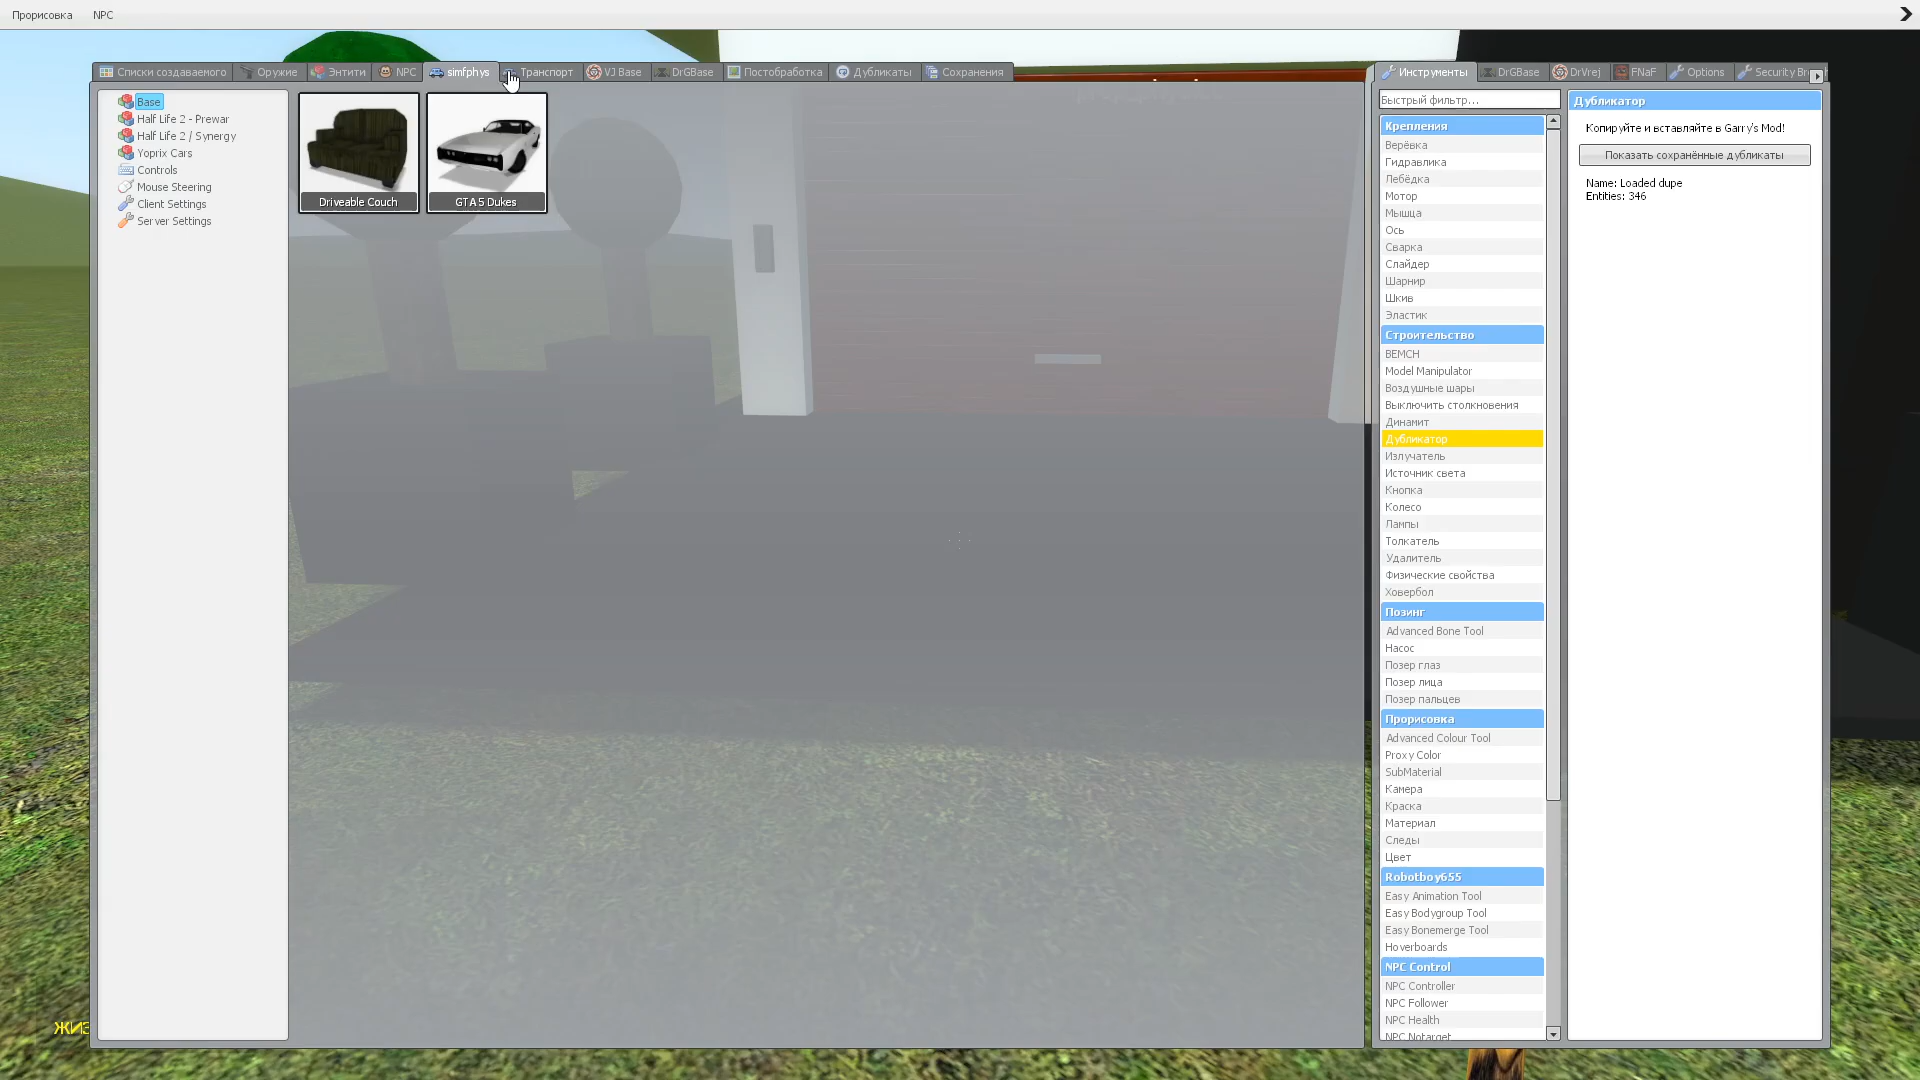 Прорисовка NPC
Списки создаваемого Оружие Энтити NPC simfphys Транспорт VJ Base DrGBase Постобработка Дубликаты Сохранения
Base
Half Life 2 - Prewar
Half Life 2 / Synergy
Yoprix Cars
Controls
Mouse Steering
Client Settings
Server Settings
Driveable Couch
GTA 5 Dukes
Инструменты DrGBase DrVrej FNaF Options Security
Быстрый фильтр...
Крепления
Верёвка
Гидравлика
Лебёдка
Мотор
Мышца
Ось
Сварка
Слайдер
Шарнир
Шкив
Эластик
Строительство
BEMCH
Model Manipulator
Воздушные шары
Выключить столкновения
Динамит
Дубликатор
Излучатель
Источник света
Кнопка
Колесо
Лампы
Толкатель
Удалитель
Физические свойства
Ховербол
Позинг
Advanced Bone Tool
Насос
Позер глаз
Позер лица
Позер пальцев
Прорисовка
Advanced Colour Tool
Proxy Color
SubMaterial
Камера
Краска
Материал
Следы
Цвет
Robotboy655
Easy Animation Tool
Easy Bodygroup Tool
Easy Bonemerge Tool
Hoverboards
NPC Control
NPC Controller
NPC Follower
NPC Health
NPC Notarget
Дубликатор
Копируйте и вставляйте в Garry's Mod!
Показать сохранённые дубликаты
Name: Loaded dupe
Entities: 346